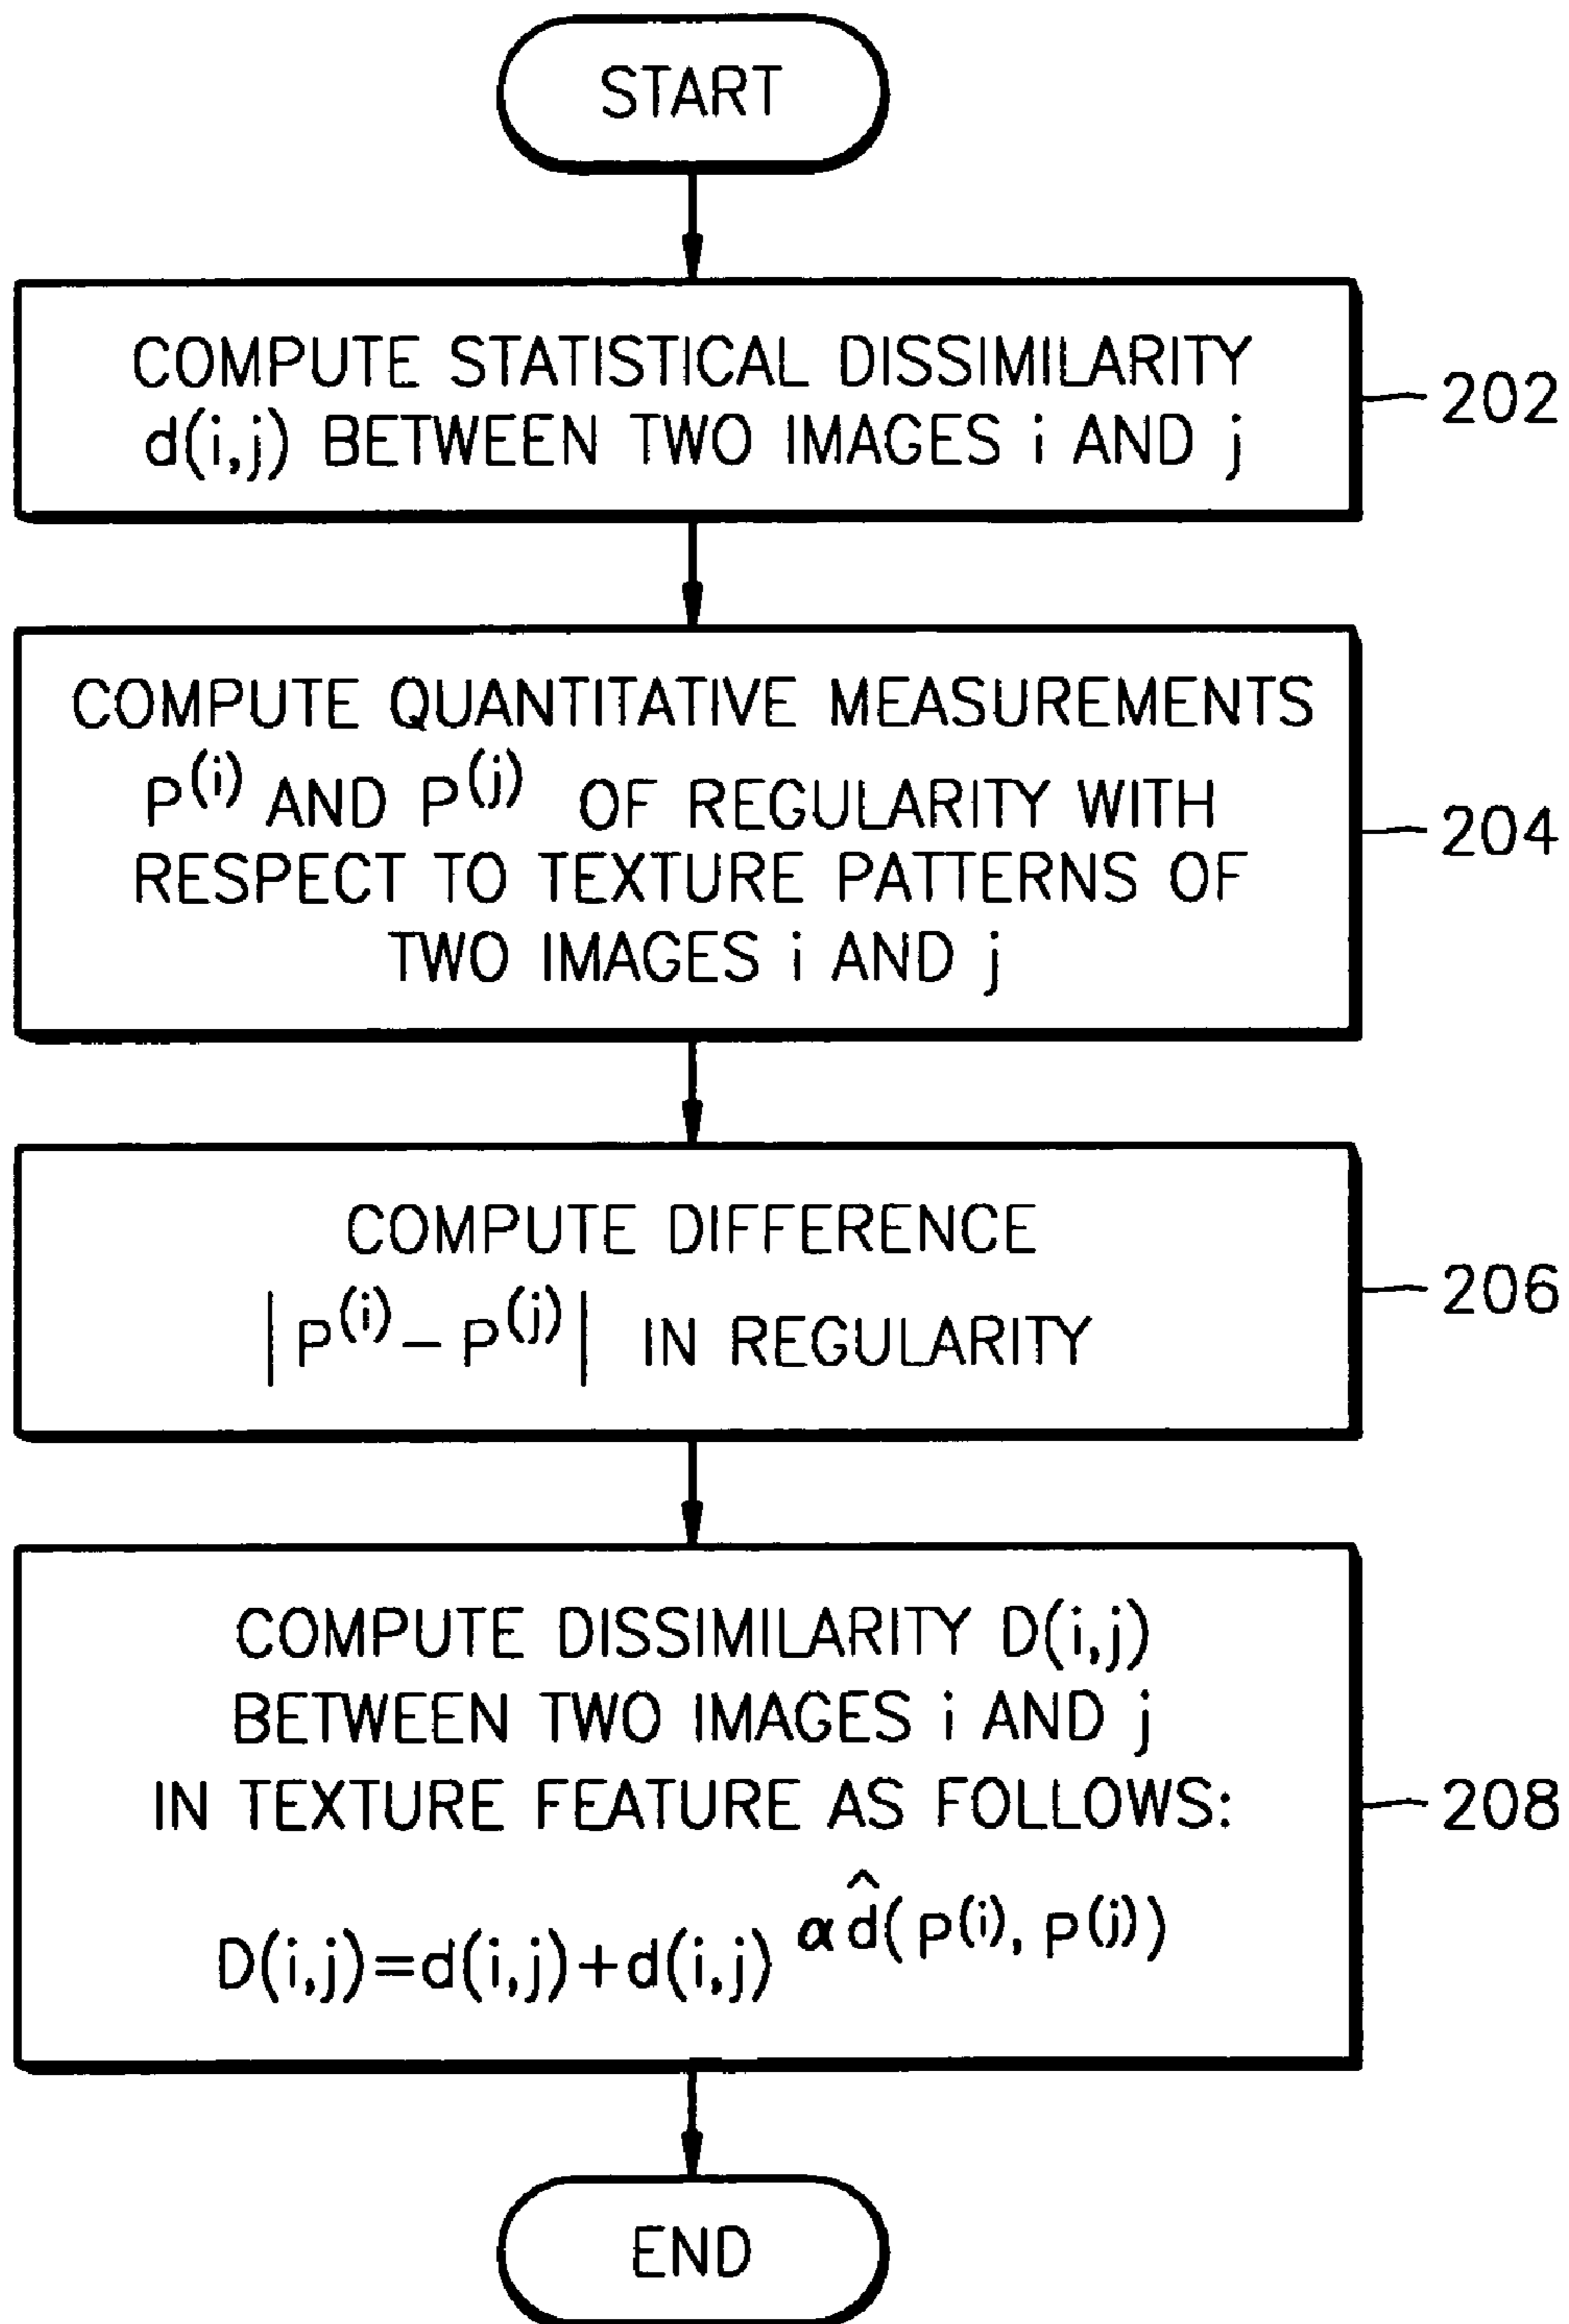 START
COMPUTE STATISTICAL DISSIMILARITY
d(i,j) BETWEEN TWO IMAGES i AND j
202
COMPUTE QUANTITATIVE MEASUREMENTS
P^(i) AND P^(j) OF REGULARITY WITH
RESPECT TO TEXTURE PATTERNS OF
TWO IMAGES i AND j
204
COMPUTE DIFFERENCE
|P^(i) − P^(j)| IN REGULARITY
206
COMPUTE DISSIMILARITY D(i,j)
BETWEEN TWO IMAGES i AND j
IN TEXTURE FEATURE AS FOLLOWS:
D(i,j)=d(i,j)+d(i,j)^αd̂(P^(i), P^(j))
208
END